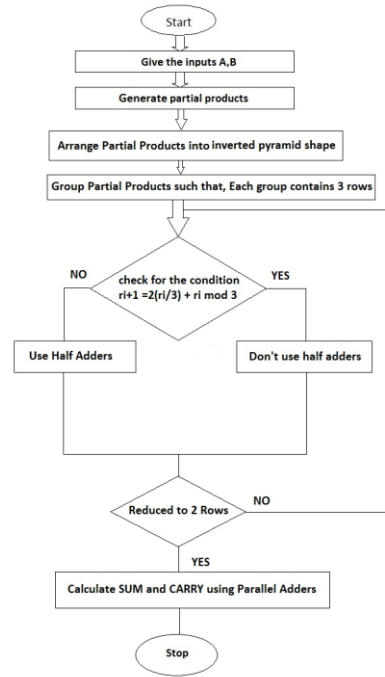 Start
Give the inputs A,B
Generate partial products
Arrange Partial Products into inverted pyramid shape
Group Partial Products such that, Each group contains 3 rows
NO
YES
check for the condition
ri+1 =2(ri/3) + ri mod 3
Use Half Adders
Don't use half adders
Reduced to 2 Rows
NO
YES
Calculate SUM and CARRY using Parallel Adders
Stop